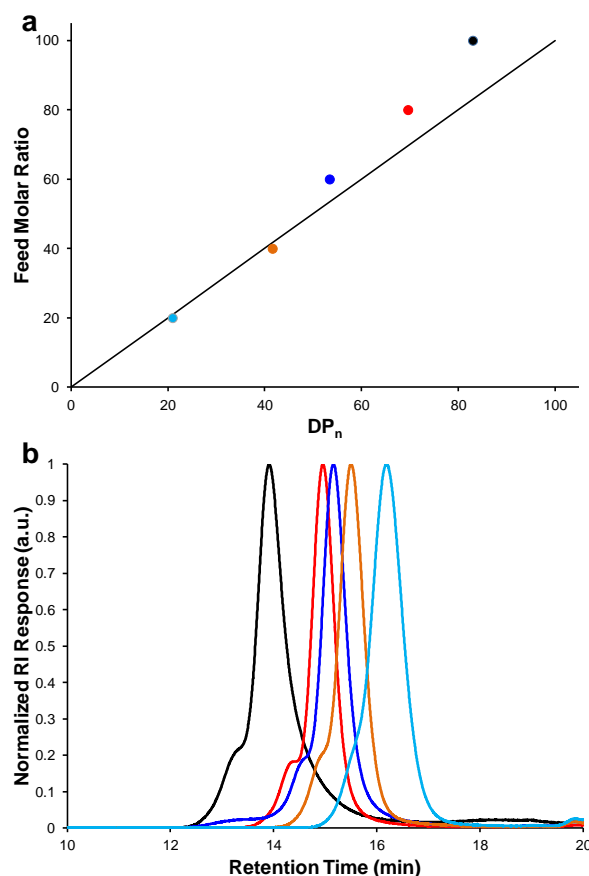 a
100
80
60
40
20
0
0 20 40 60 80 100
Feed Molar Ratio
DPn
b
1
0.9
0.8
0.7
0.6
0.5
0.4
0.3
0.2
0.1
0
10 12 14 16 18 20
Normalized RI Response (a.u.)
Retention Time (min)